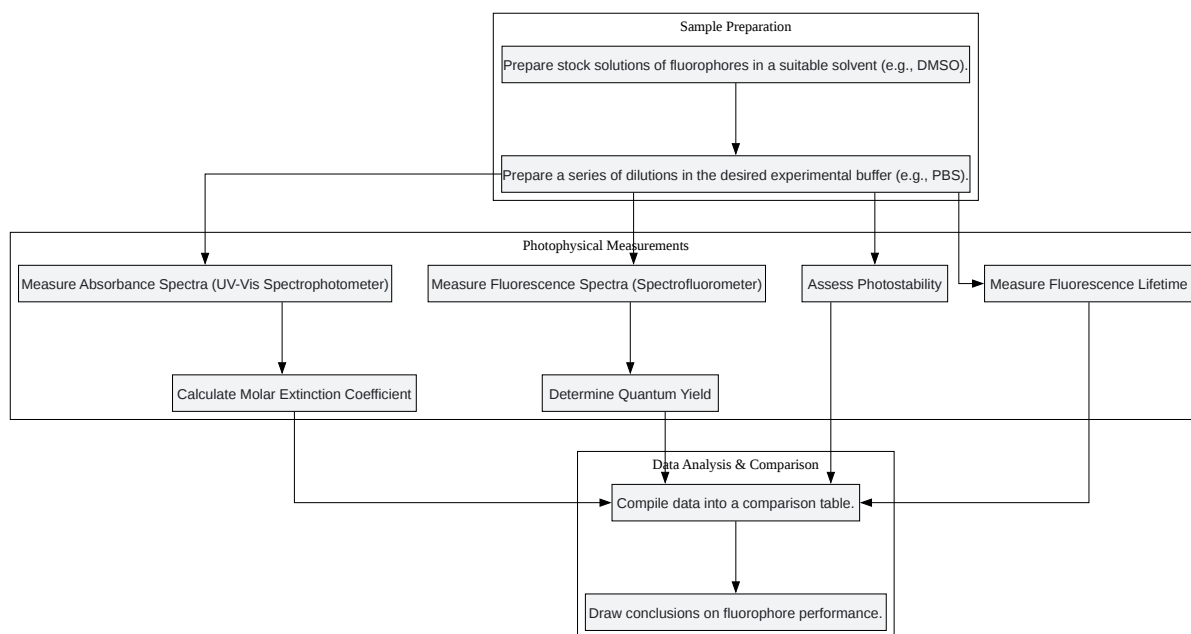 Sample Preparation
Prepare stock solutions of fluorophores in a suitable solvent (e.g., DMSO).
Prepare a series of dilutions in the desired experimental buffer (e.g., PBS).
Photophysical Measurements
Measure Absorbance Spectra (UV-Vis Spectrophotometer)
Measure Fluorescence Spectra (Spectrofluorometer)
Assess Photostability
Measure Fluorescence Lifetime
Calculate Molar Extinction Coefficient
Determine Quantum Yield
Data Analysis & Comparison
Compile data into a comparison table.
Draw conclusions on fluorophore performance.